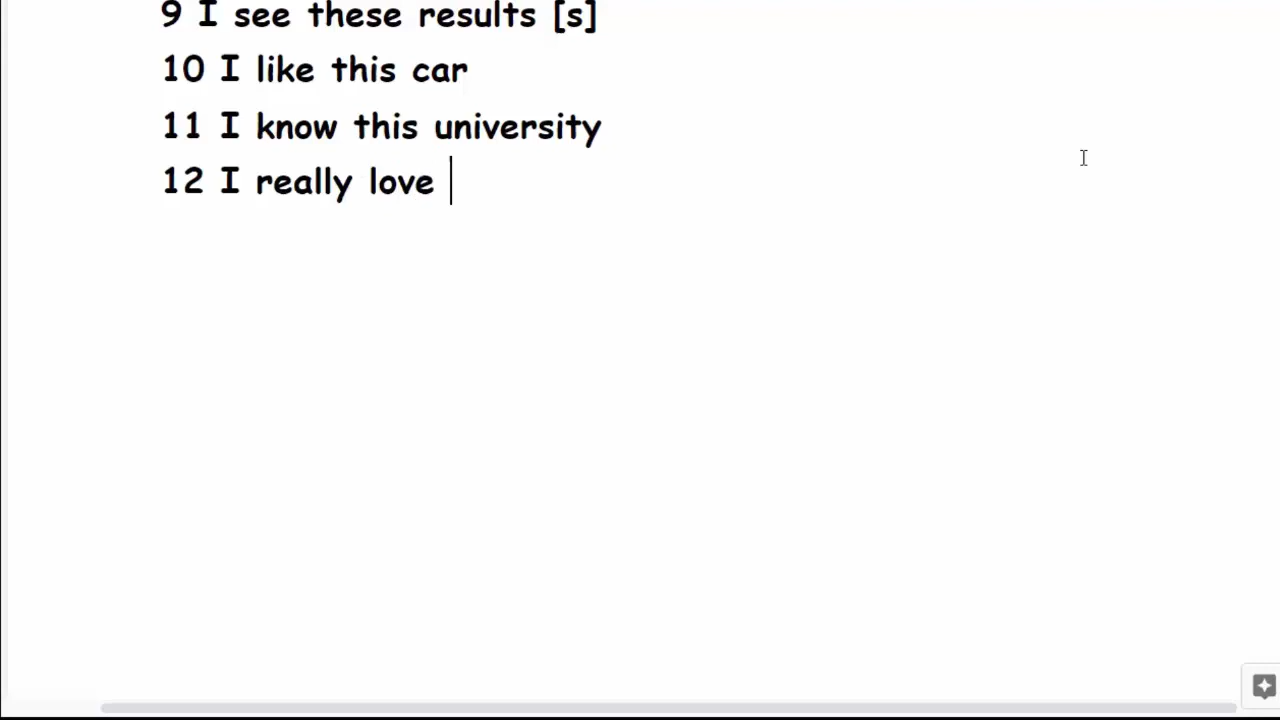 9 I see these results [s]
10 I like this car
11 I know this university
12 I really love